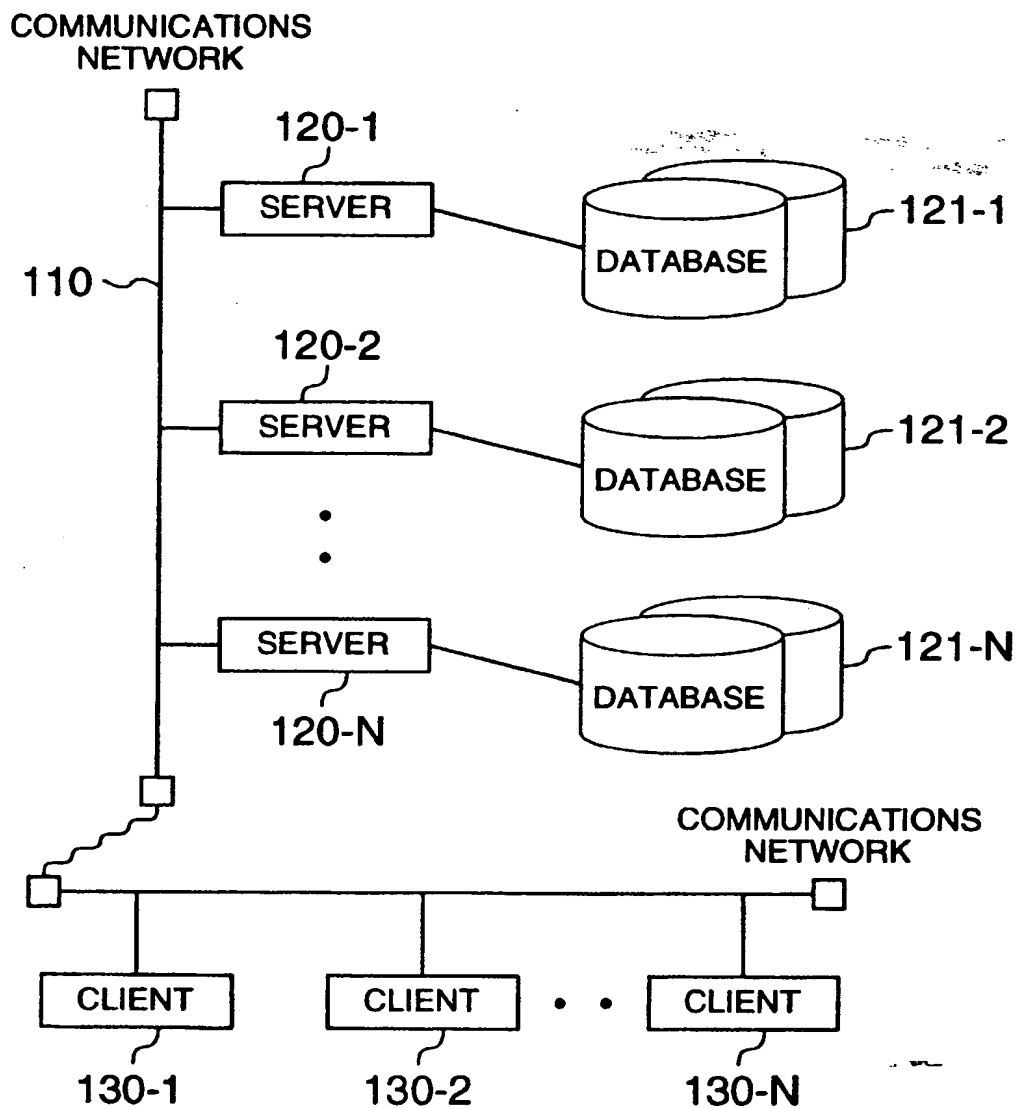 COMMUNICATIONS
NETWORK
120-1
SERVER
DATABASE
121-1
110
120-2
SERVER
DATABASE
121-2
SERVER
DATABASE
121-N
120-N
COMMUNICATIONS
NETWORK
CLIENT
CLIENT
CLIENT
130-1
130-2
130-N